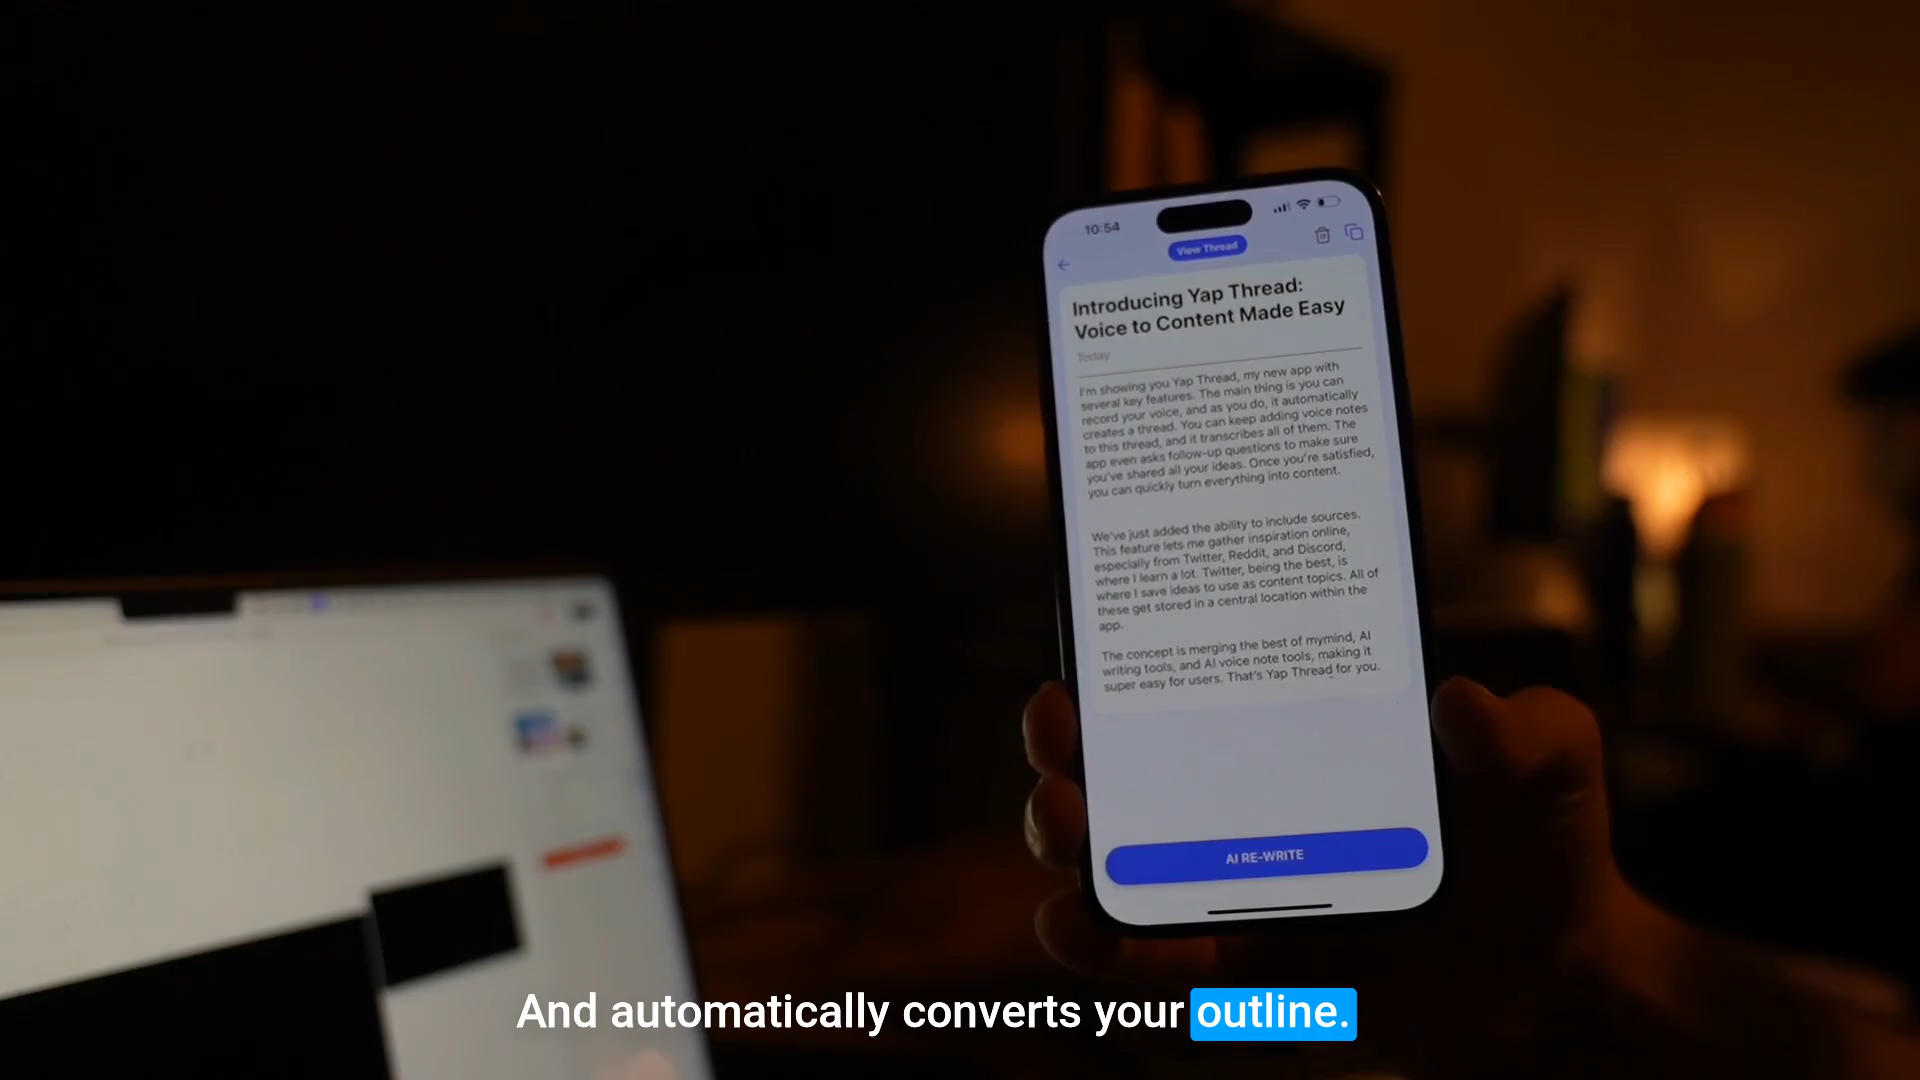 10:54
View Thread
Introducing Yap Thread:
Voice to Content Made Easy
Today
I'm showing you Yap Thread, my new app with
several key features. The main thing is you can
record your voice, and as you do, it automatically
creates a thread. You can keep adding voice notes
to this thread, and it transcribes all of them. The
app even asks follow-up questions to make sure
you've shared all your ideas. Once you're satisfied,
you can quickly turn everything into content.
We've just added the ability to include sources.
This feature lets me gather inspiration online,
especially from Twitter, Reddit, and Discord,
where I learn a lot. Twitter, being the best, is
where I save ideas to use as content topics. All of
these get stored in a central location within the
app.
The concept is merging the best of mymind, AI
writing tools, and AI voice note tools, making it
super easy for users. That's Yap Thread for you.
AI RE-WRITE
And automatically converts your outline.